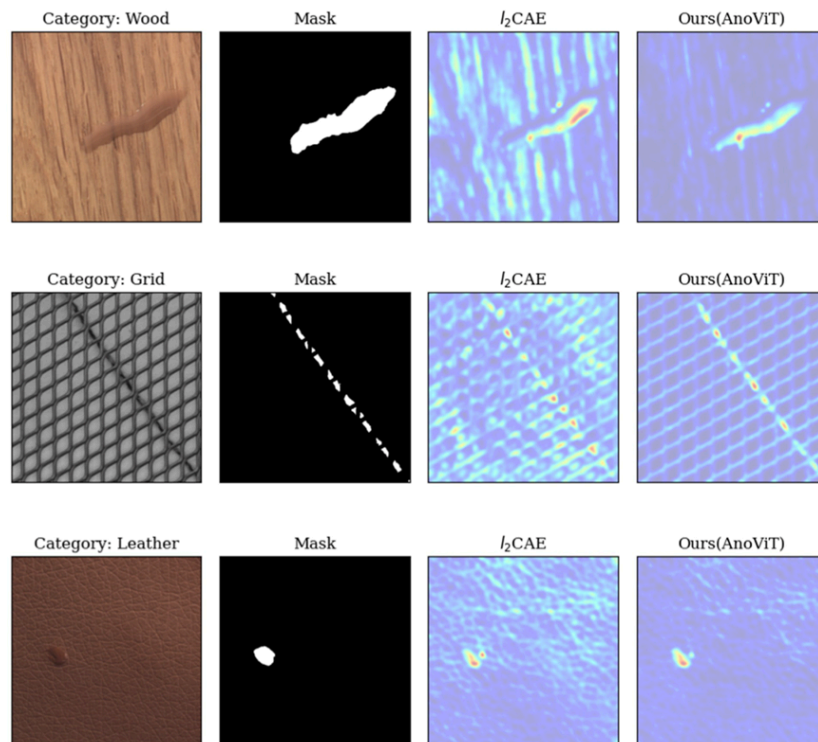 Category: Wood Mask l₂CAE Ours(AnoViT)
Category: Grid Mask l₂CAE Ours(AnoViT)
Category: Leather Mask l₂CAE Ours(AnoViT)